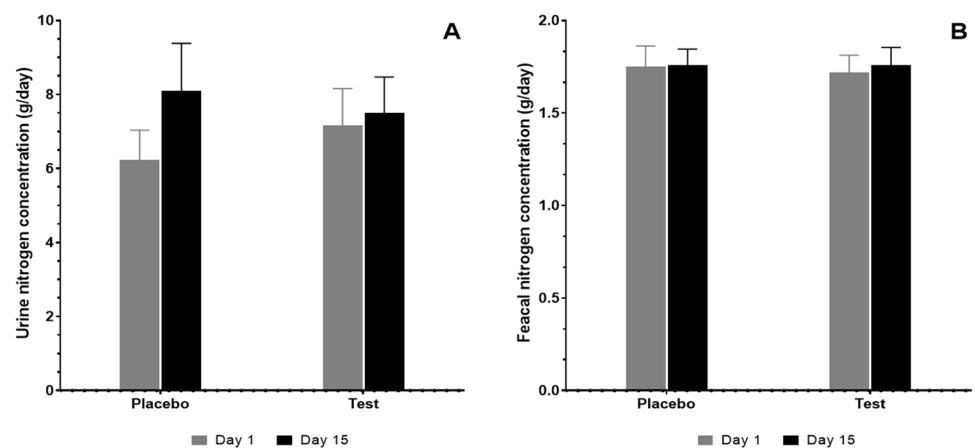 A
Urine nitrogen concentration (g/day)
10
8
6
4
2
0
Placebo
Test
Day 1
Day 15
B
Feacal nitrogen concentration (g/day)
2.0
1.5
1.0
0.5
0.0
Placebo
Test
Day 1
Day 15